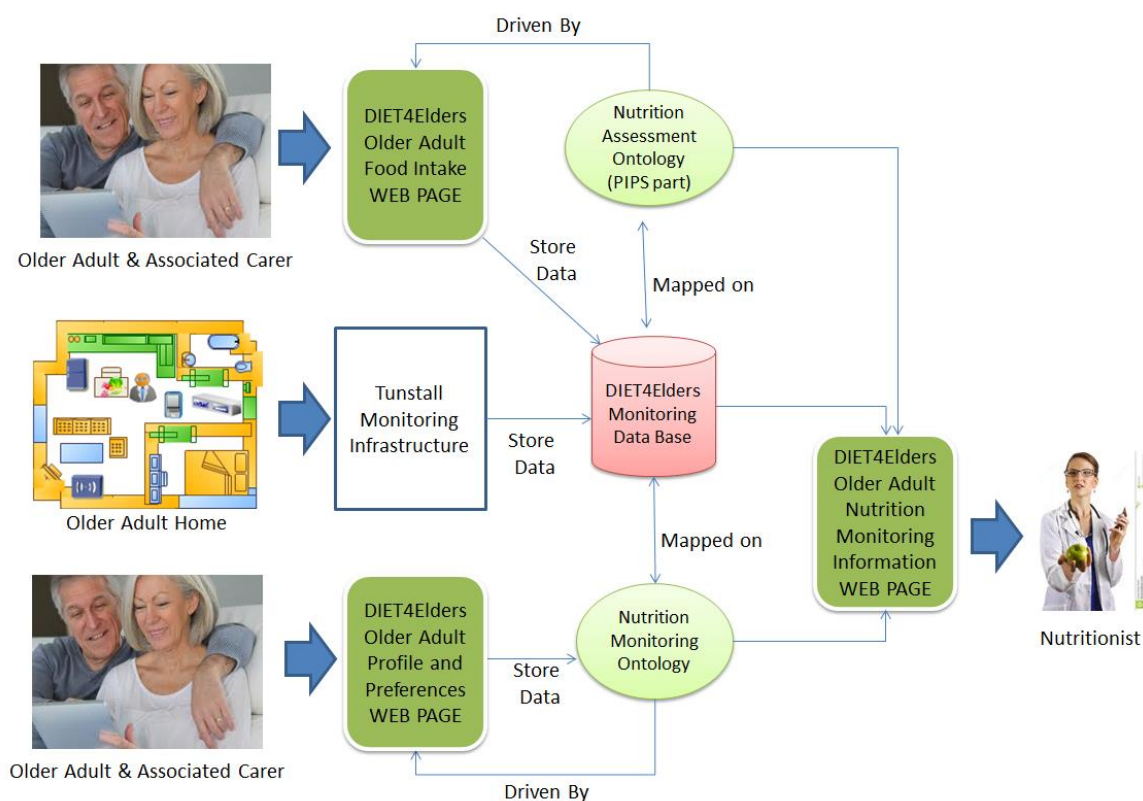 Driven By
DIET4Elders
Older Adult
Food Intake
WEB PAGE
Nutrition
Assessment
Ontology
(PIPS part)
Older Adult & Associated Carer
Store
Data
Mapped on
Tunstall
Monitoring
Infrastructure
Store
Data
DIET4Elders
Monitoring
Data Base
Older Adult Home
DIET4Elders
Older Adult
Nutrition
Monitoring
Information
WEB PAGE
Mapped on
DIET4Elders
Older Adult
Profile and
Preferences
WEB PAGE
Store
Data
Nutrition
Monitoring
Ontology
Nutritionist
Older Adult & Associated Carer
Driven By